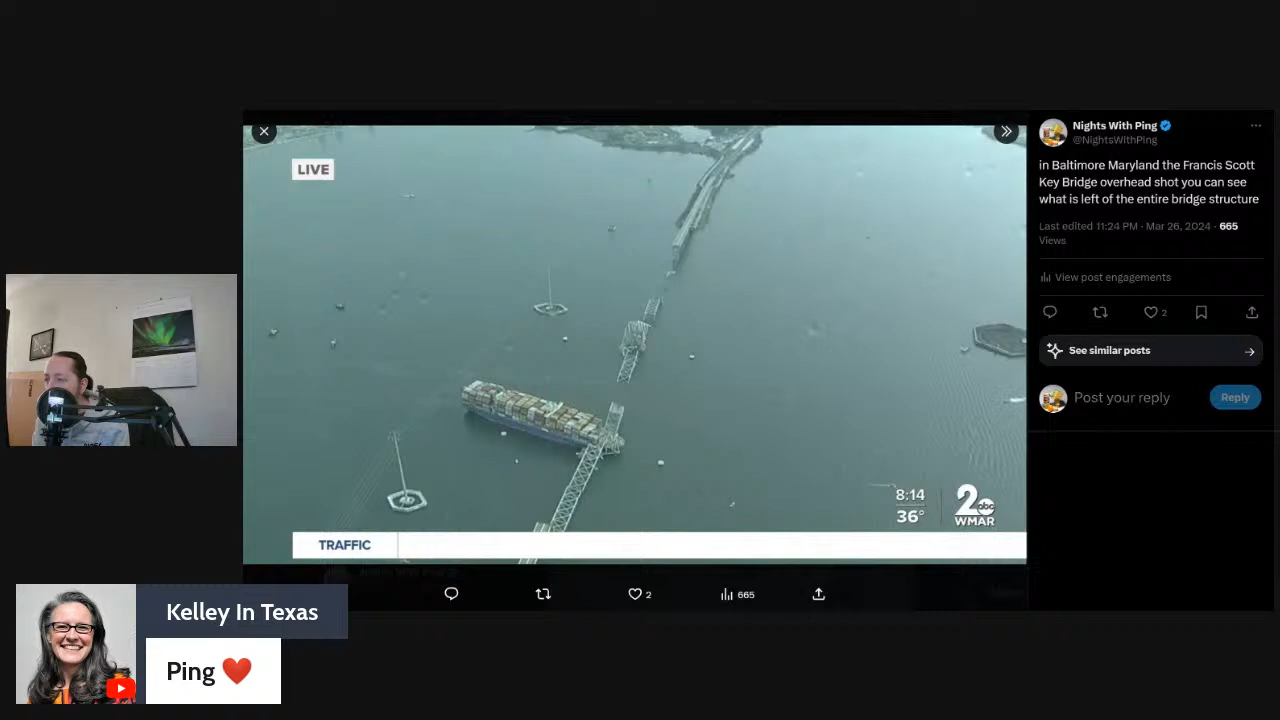 LIVE
8:14
36°
2 abc
WMAR
TRAFFIC
2
665
Nights With Ping
@NightsWithPing
in Baltimore Maryland the Francis Scott
Key Bridge overhead shot you can see
what is left of the entire bridge structure
Last edited 11:24 PM · Mar 26, 2024 · 665
Views
View post engagements
2
See similar posts
Post your reply
Reply
Kelley In Texas
Ping ❤️